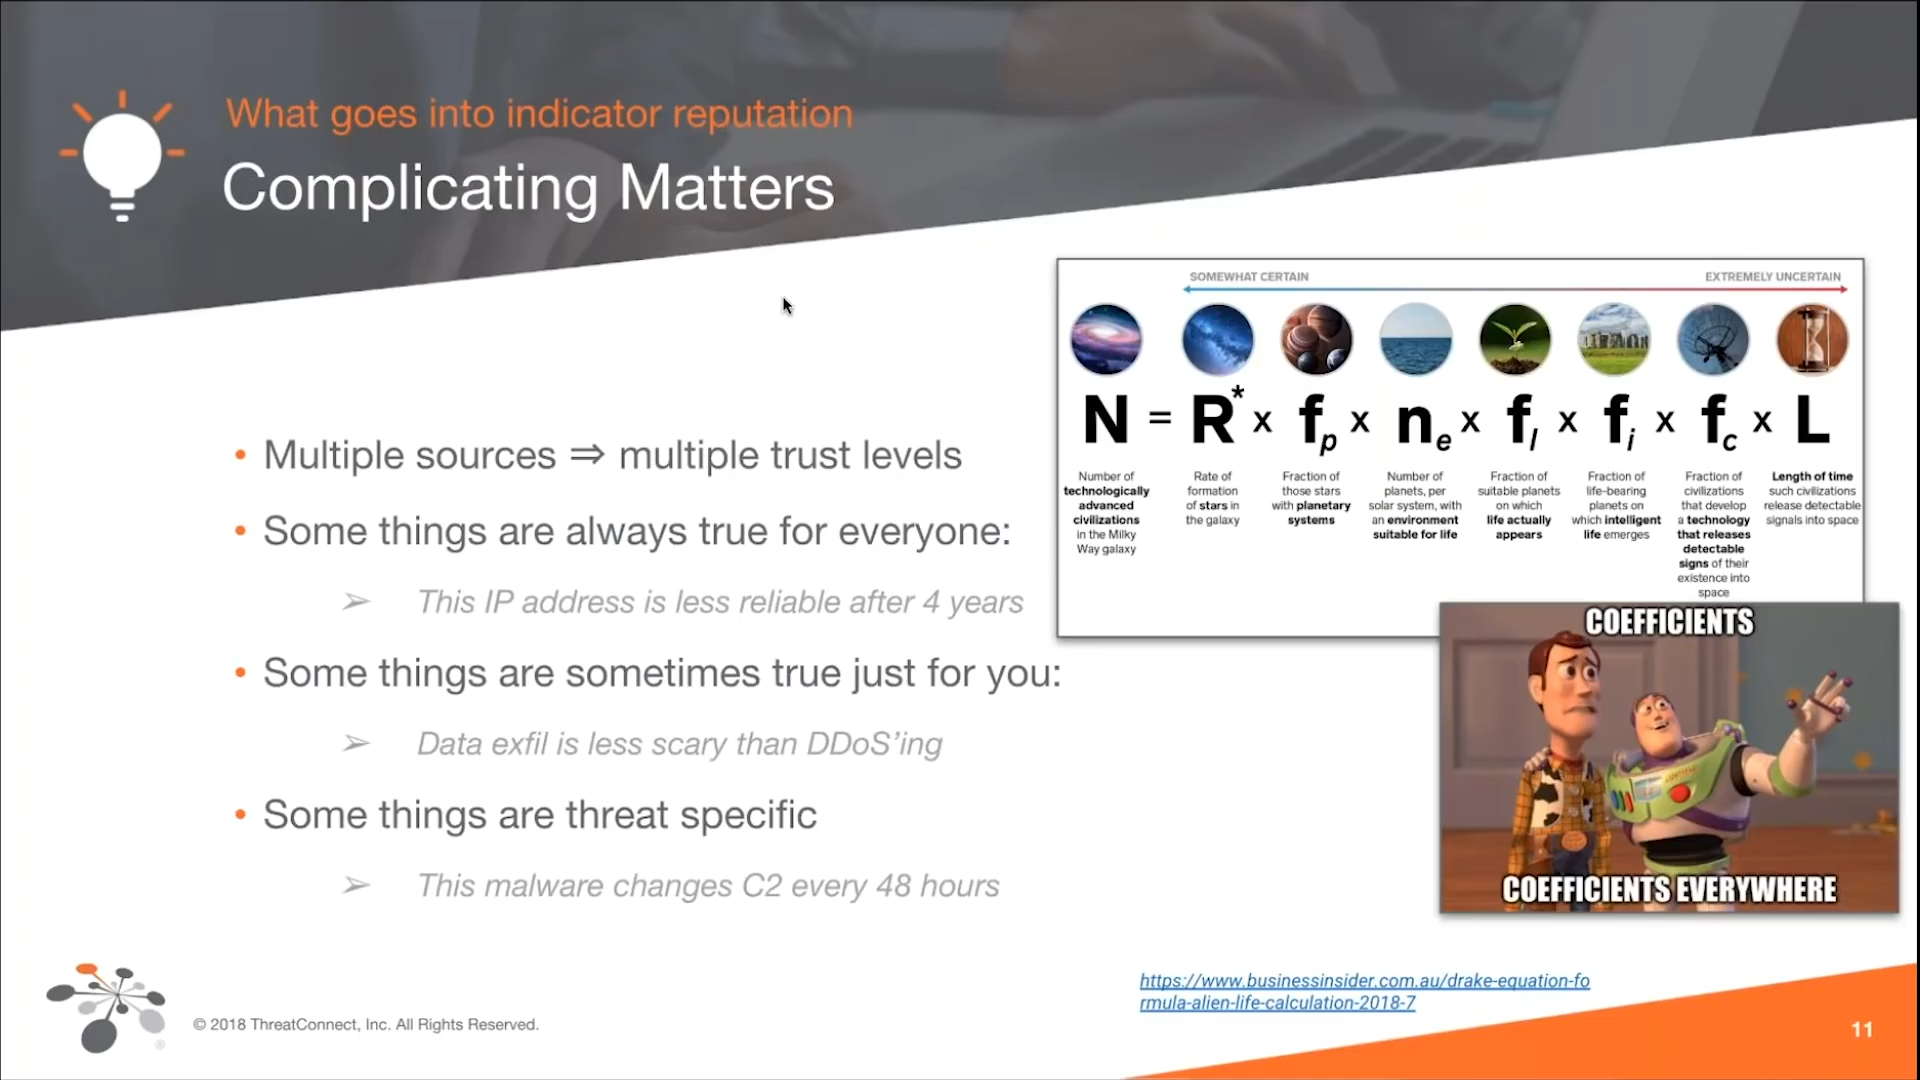 What goes into indicator reputation
Complicating Matters
• Multiple sources ⇒ multiple trust levels
• Some things are always true for everyone:
➢ This IP address is less reliable after 4 years
• Some things are sometimes true just for you:
➢ Data exfil is less scary than DDoS’ing
• Some things are threat specific
➢ This malware changes C2 every 48 hours
SOMEWHAT CERTAIN
EXTREMELY UNCERTAIN
N = R* x fp x ne x fl x fi x fc x L
Number of
technologically
advanced
civilizations
in the Milky
Way galaxy
Rate of
formation
of stars in
the galaxy
Fraction of
those stars
with planetary
systems
Number of
planets, per
solar system, with
an environment
suitable for life
Fraction of
suitable planets
on which
life actually
appears
Fraction of
life-bearing
planets on
which intelligent
life emerges
Fraction of
civilizations
that develop
a technology
that releases
detectable
signs of their
existence into
space
Length of time
such civilizations
release detectable
signals into space
COEFFICIENTS
COEFFICIENTS EVERYWHERE
https://www.businessinsider.com.au/drake-equation-fo
rmula-alien-life-calculation-2018-7
© 2018 ThreatConnect, Inc. All Rights Reserved.
11